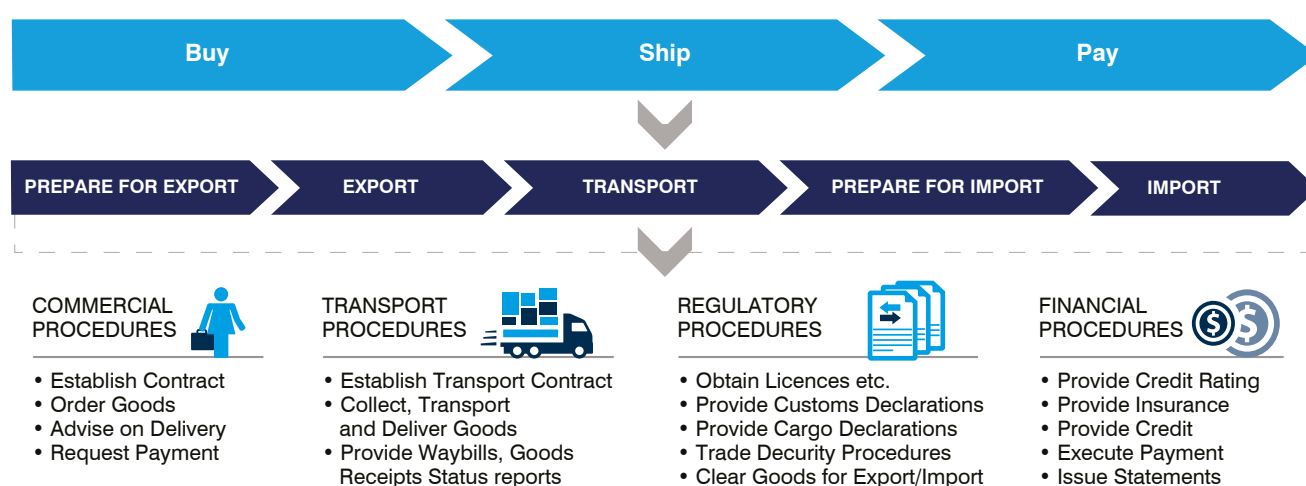 Buy
Ship
Pay
PREPARE FOR EXPORT
EXPORT
TRANSPORT
PREPARE FOR IMPORT
IMPORT
COMMERCIAL
PROCEDURES
• Establish Contract
• Order Goods
• Advise on Delivery
• Request Payment
TRANSPORT
PROCEDURES
• Establish Transport Contract
• Collect, Transport
and Deliver Goods
• Provide Waybills, Goods
Receipts Status reports
REGULATORY
PROCEDURES
• Obtain Licences etc.
• Provide Customs Declarations
• Provide Cargo Declarations
• Trade Decurity Procedures
• Clear Goods for Export/Import
FINANCIAL
PROCEDURES
$
$
• Provide Credit Rating
• Provide Insurance
• Provide Credit
• Execute Payment
• Issue Statements